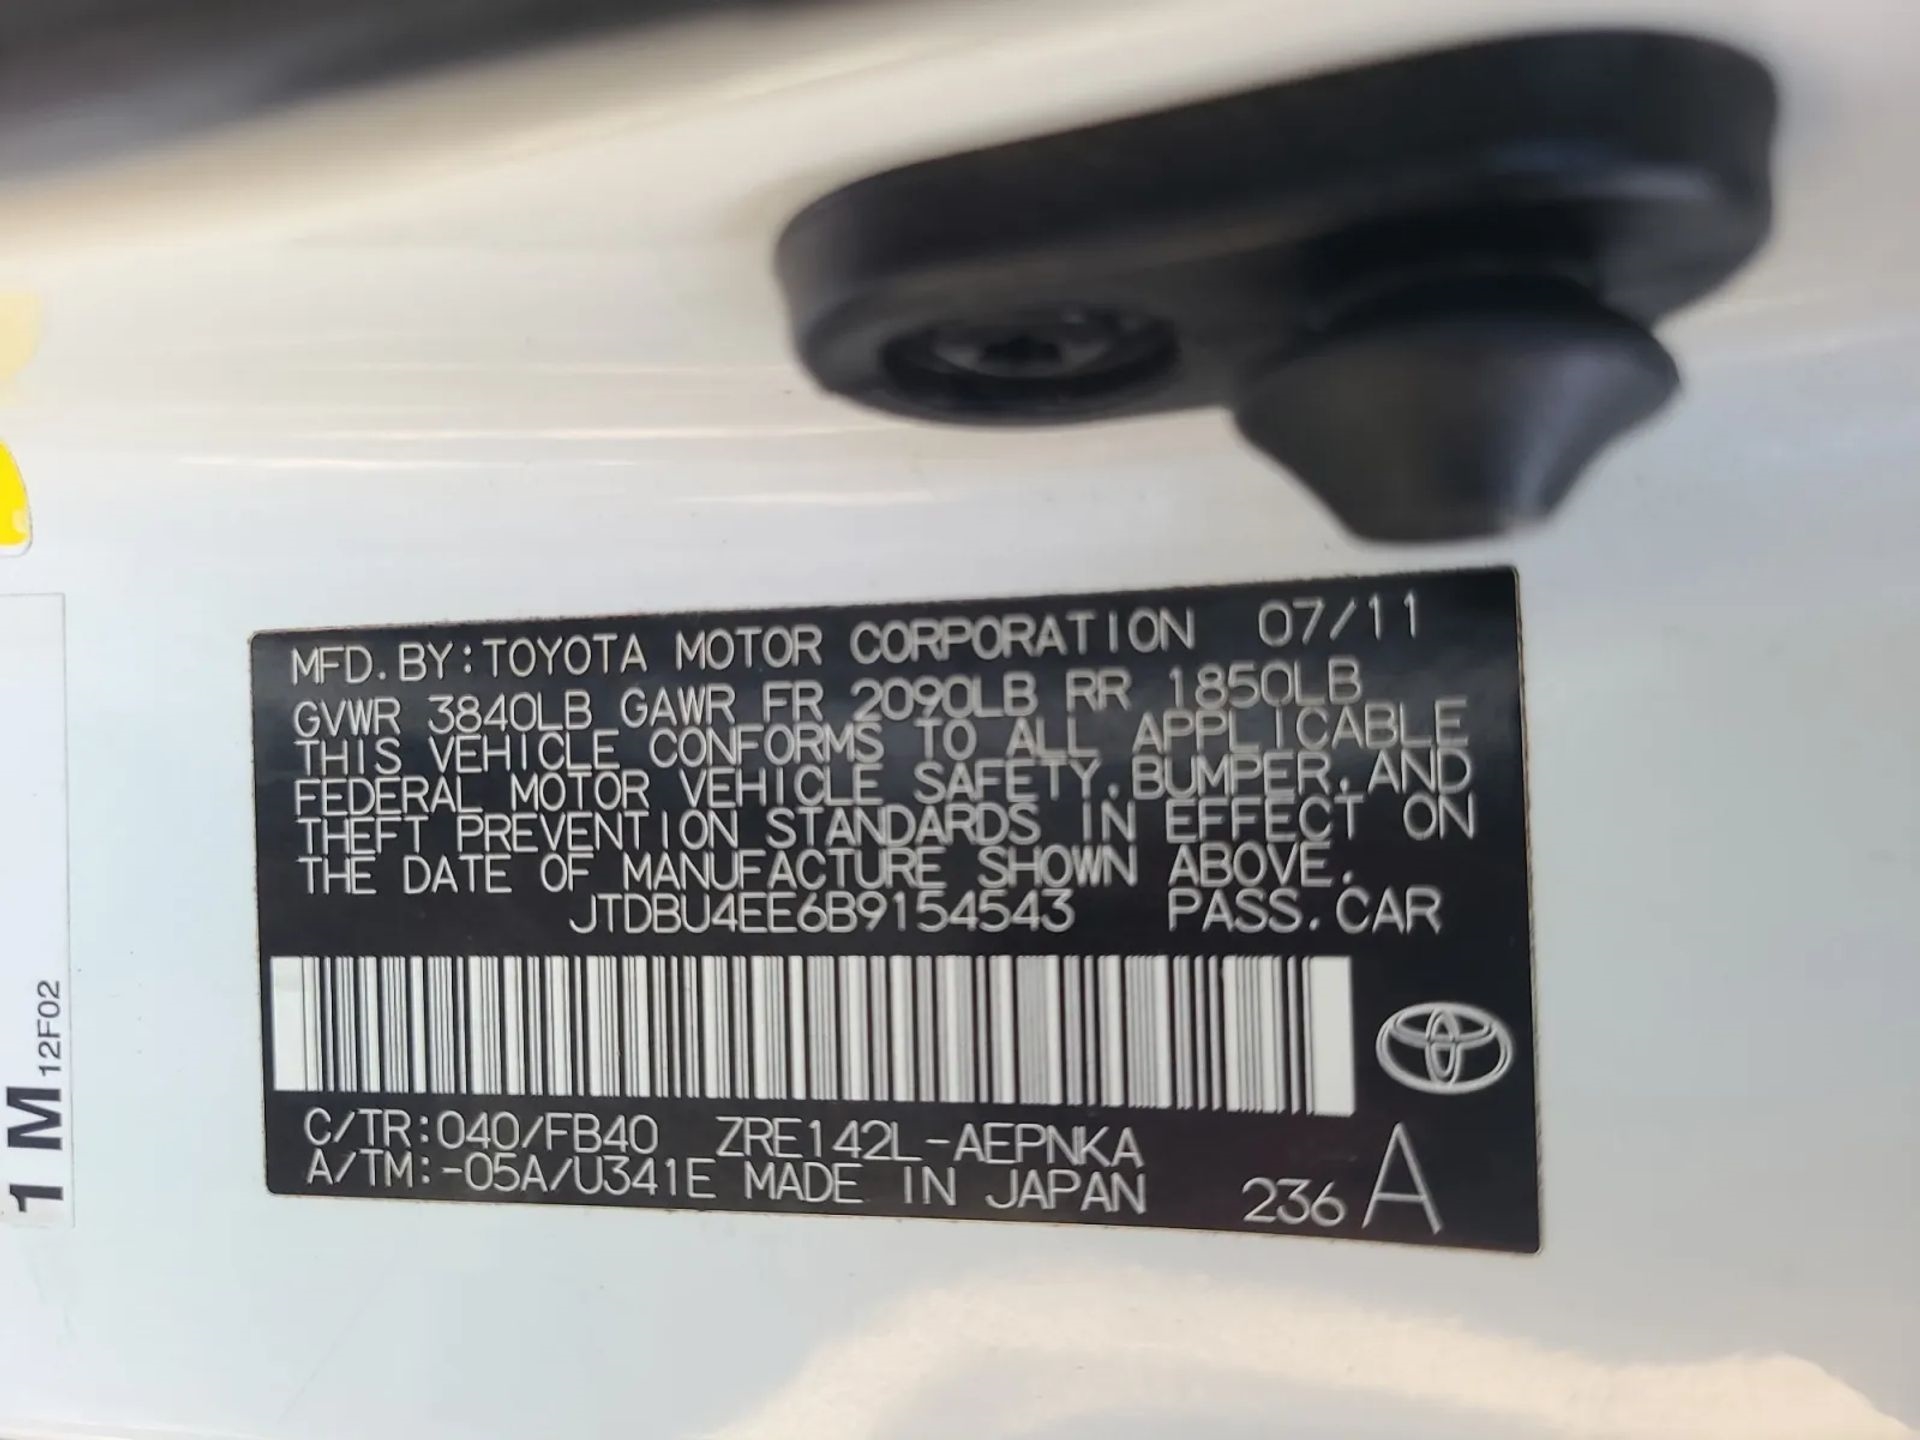 MFD.BY:TOYOTA MOTOR CORPORATION 07/11
GVWR 3840LB GAWR FR 2090LB RR 1850LB
THIS VEHICLE CONFORMS TO ALL APPLICABLE
FEDERAL MOTOR VEHICLE SAFETY,BUMPER,AND
THEFT PREVENTION STANDARDS IN EFFECT ON
THE DATE OF MANUFACTURE SHOWN ABOVE.
JTDBU4EE6B9154543 PASS.CAR
C/TR:040/FB40 ZRE142L-AEPNKA
A/TM:-05A/U341E MADE IN JAPAN 236 A
1 M 12F02